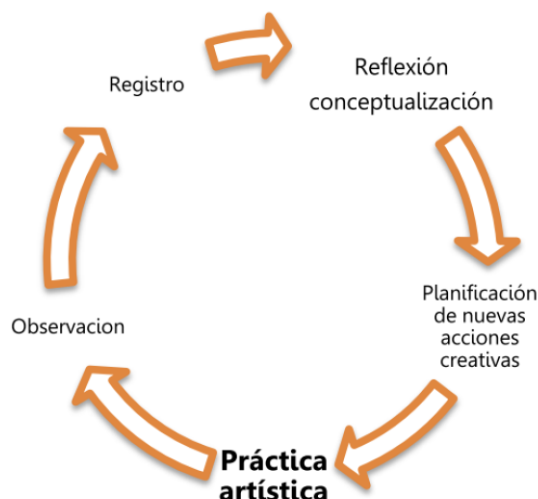 Registro
Reflexión
conceptualización
Planificación
de nuevas
acciones
creativas
Práctica
artística
Observacion